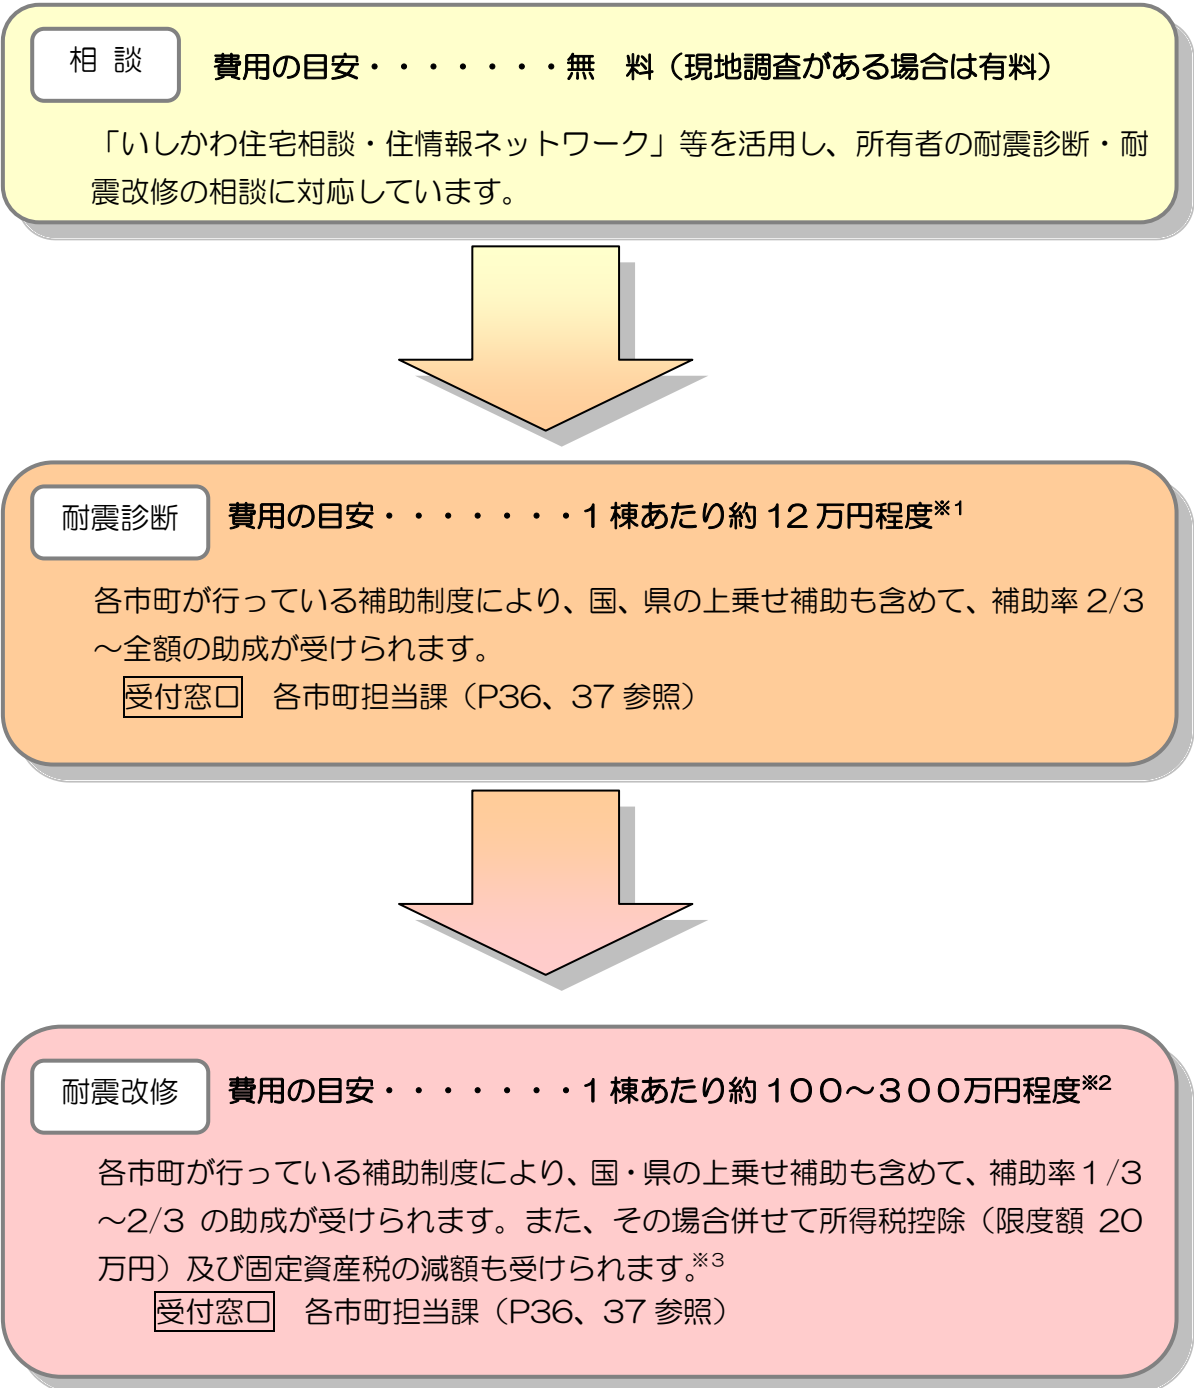 相 談
費用の目安・・・・・・・無　料（現地調査がある場合は有料）
「いしかわ住宅相談・住情報ネットワーク」等を活用し、所有者の耐震診断・耐
震改修の相談に対応しています。
耐震診断
費用の目安・・・・・・・1 棟あたり約 12 万円程度※1
各市町が行っている補助制度により、国、県の上乗せ補助も含めて、補助率 2/3
～全額の助成が受けられます。
受付窓口　各市町担当課（P36、37 参照）
耐震改修
費用の目安・・・・・・・1 棟あたり約 １００～３００万円程度※2
各市町が行っている補助制度により、国・県の上乗せ補助も含めて、補助率 1/3
～2/3 の助成が受けられます。また、その場合併せて所得税控除（限度額 20
万円）及び固定資産税の減額も受けられます。※3
受付窓口　各市町担当課（P36、37 参照）